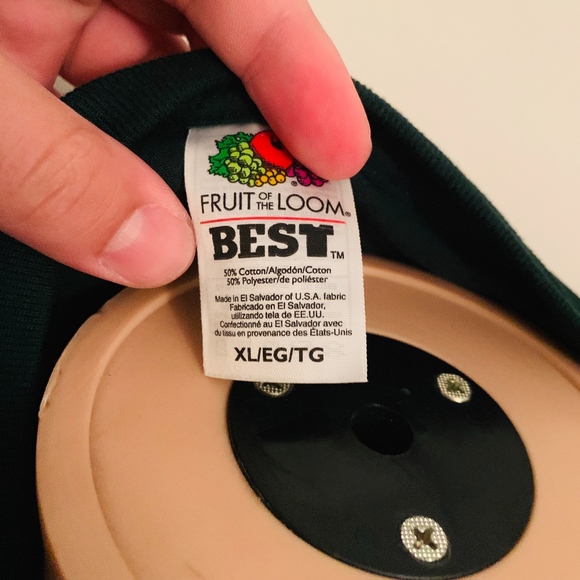 ®
FRUIT OF THE LOOM®
BEST™
50% Cotton/Algodón/Coton
50% Polyester/de poliéster
Made in El Salvador of U.S.A. fabric
Fabricado en El Salvador,
utilizando tela de EE.UU.
Confectionné au El Salvador avec
du tissu en provenance des États-Unis
XL/EG/TG